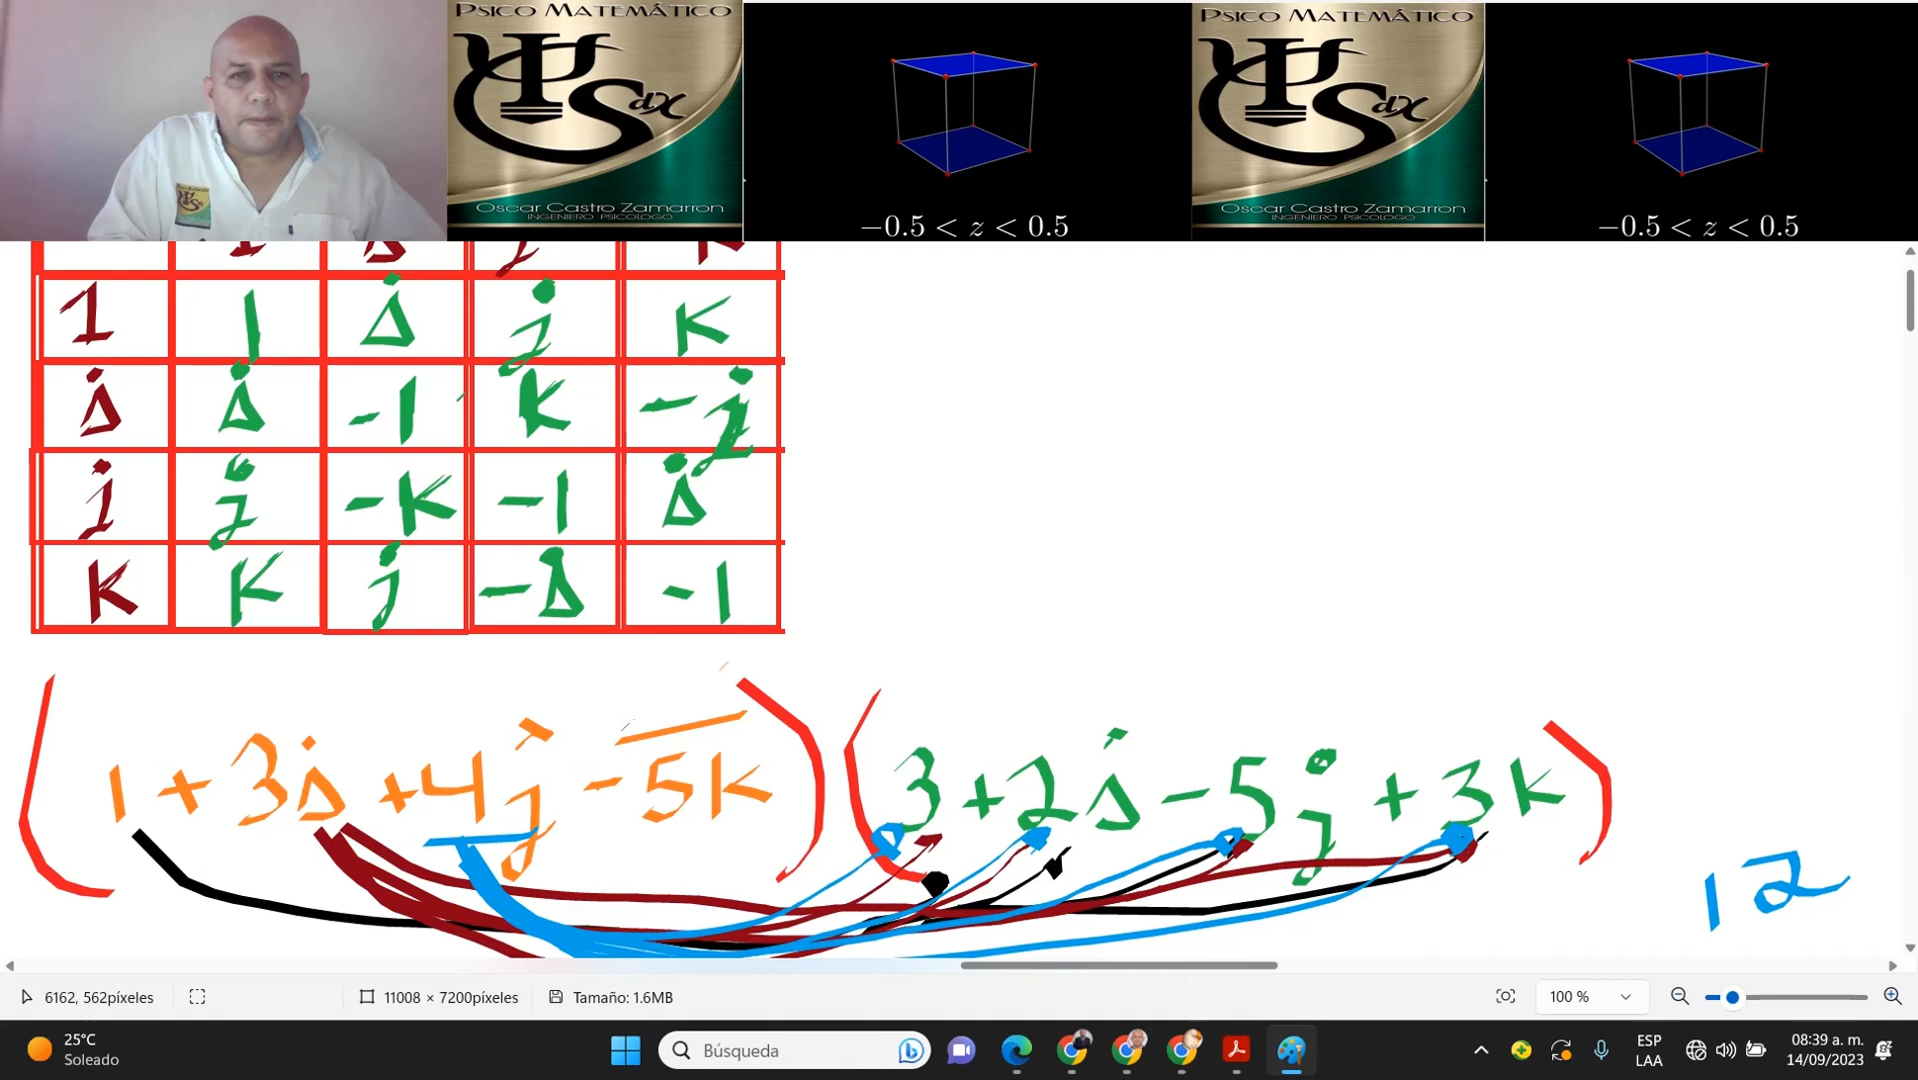 PSICO MATEMÁTICO
dx
Oscar Castro Zamarron
INGENIERO PSICOLOGO
−0.5 < z < 0.5
PSICO MATEMÁTICO
dx
Oscar Castro Zamarron
INGENIERO PSICOLOGO
−0.5 < z < 0.5
1 1 i j k
i i -1 k -j
j j -k -1 i
k k j -i -1
(1+3i+4j-5k)(3+2i-5j+3k)
12
6162, 562píxeles
11008 × 7200píxeles
Tamaño: 1.6MB
100 %
25°C
Soleado
Búsqueda
ESP
LAA
08:39 a. m.
14/09/2023